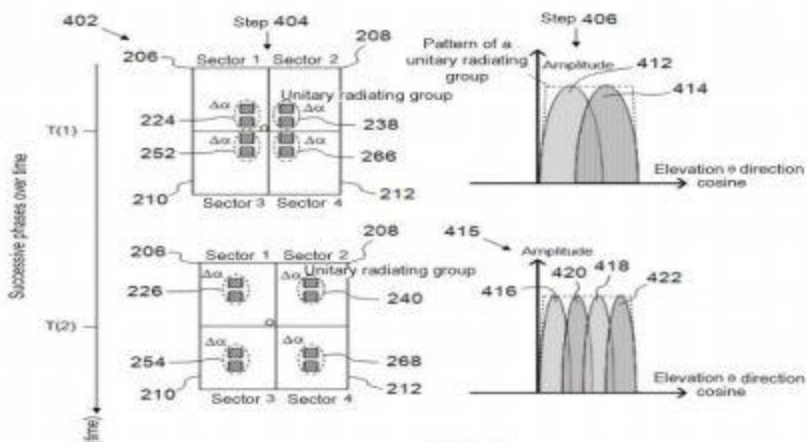 402
Step 404
Step 406
206
Sector 1
Sector 2
208
Pattern of a
unitary radiating
group
Amplitude
412
414
Unitary radiating group
Δα
Δα
224
238
T(1)
Δα
Δα
252
266
Elevation θ direction
cosine
210
212
Sector 3
Sector 4
Successive phases over time
206
Sector 1
Sector 2
208
415
Amplitude
Δα
Δα
Unitary radiating group
226
240
416
420
418
422
T(2)
Δα
Δα
254
268
Elevation θ direction
cosine
210
212
Sector 3
Sector 4
time)